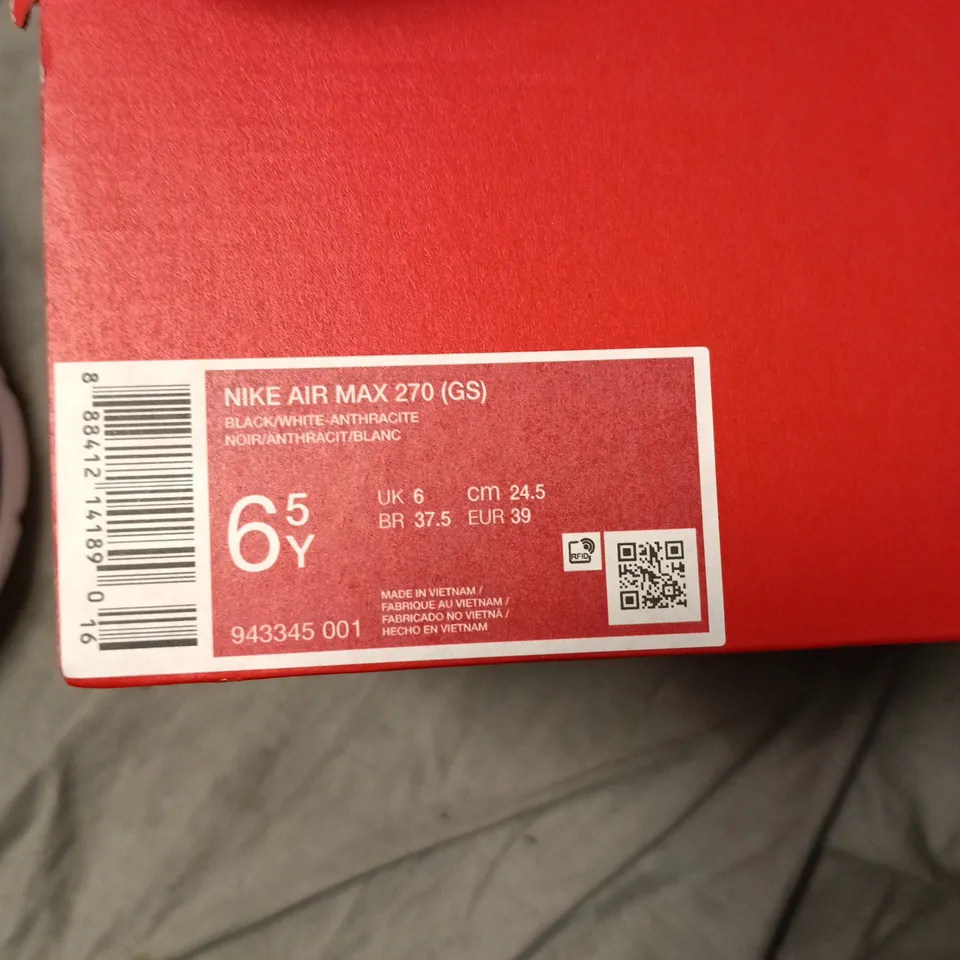 NIKE AIR MAX 270 (GS)
BLACK/WHITE-ANTHRACITE
NOIR/ANTHRACIT/BLANC
6 5 Y
UK 6 cm 24.5
BR 37.5 EUR 39
RFID
MADE IN VIETNAM /
FABRIQUE AU VIETNAM /
FABRICADO NO VIETNÃ /
HECHO EN VIETNAM
943345 001
8 88412 14189 0 16